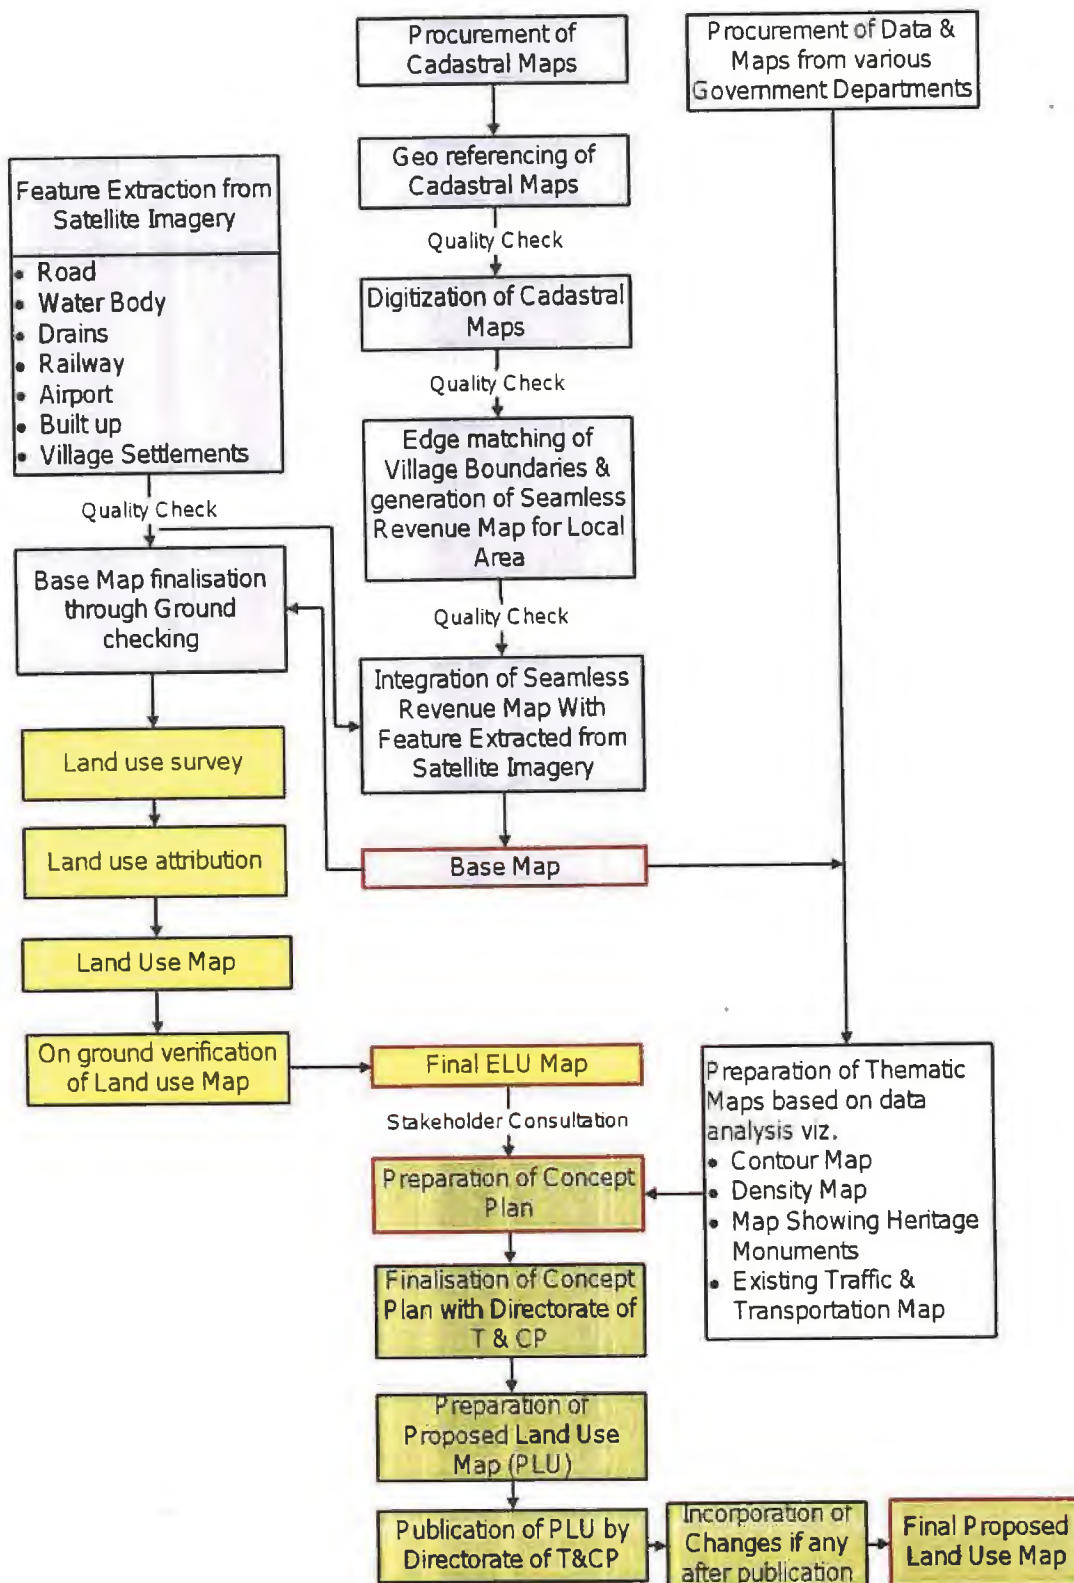 Procurement of
Cadastral Maps
Procurement of Data &
Maps from various
Government Departments
Geo referencing of
Cadastral Maps
Quality Check
Feature Extraction from
Satellite Imagery
• Road
• Water Body
• Drains
• Railway
• Airport
• Built up
• Village Settlements
Digitization of Cadastral
Maps
Quality Check
Edge matching of
Village Boundaries &
generation of Seamless
Revenue Map for Local
Area
Quality Check
Quality Check
Base Map finalisation
through Ground
checking
Integration of Seamless
Revenue Map With
Feature Extracted from
Satellite Imagery
Land use survey
Land use attribution
Base Map
Land Use Map
On ground verification
of Land use Map
Final ELU Map
Stakeholder Consultation
Preparation of Thematic
Maps based on data
analysis viz.
• Contour Map
• Density Map
• Map Showing Heritage
Monuments
• Existing Traffic &
Transportation Map
Preparation of Concept
Plan
Finalisation of Concept
Plan with Directorate of
T & CP
Preparation of
Proposed Land Use
Map (PLU)
Publication of PLU by
Directorate of T&CP
Incorporation of
Changes if any
after publication
Final Proposed
Land Use Map